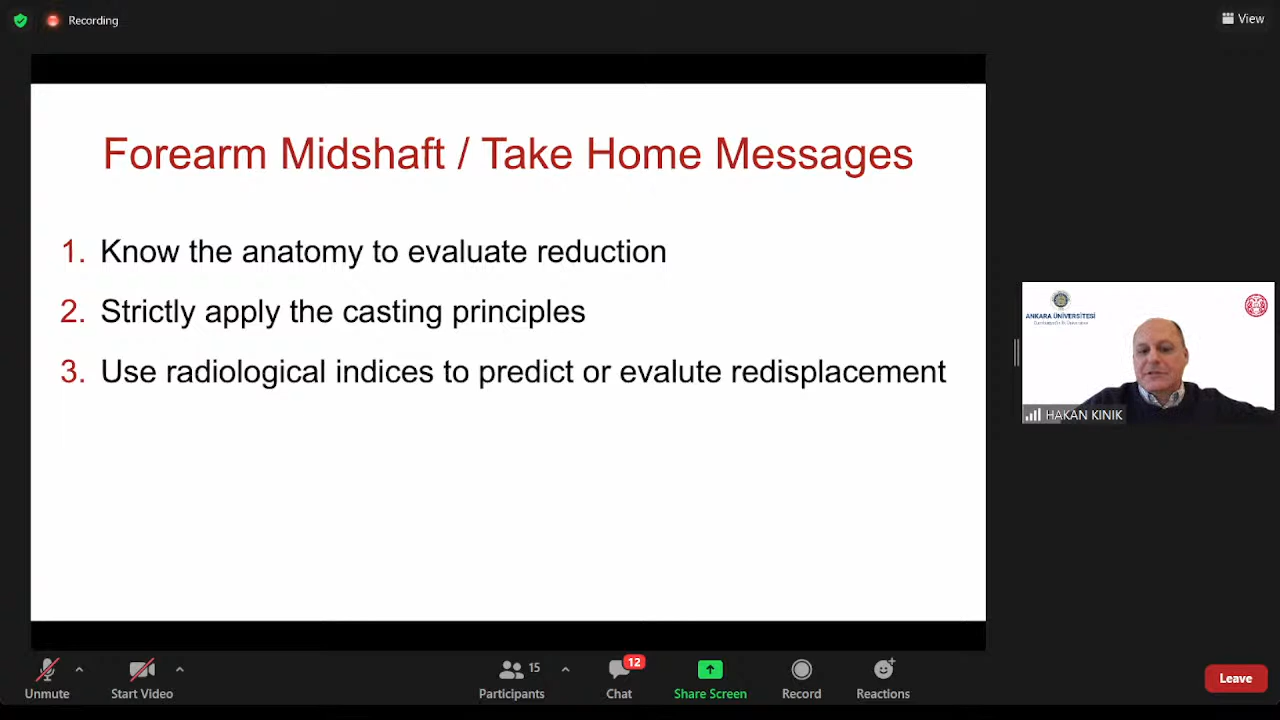 Recording
View
Forearm Midshaft / Take Home Messages
1. Know the anatomy to evaluate reduction
2. Strictly apply the casting principles
3. Use radiological indices to predict or evalute redisplacement
ANKARA ÜNİVERSİTESİ
HAKAN KINIK
Unmute
Start Video
15
Participants
12
Chat
Share Screen
Record
Reactions
Leave